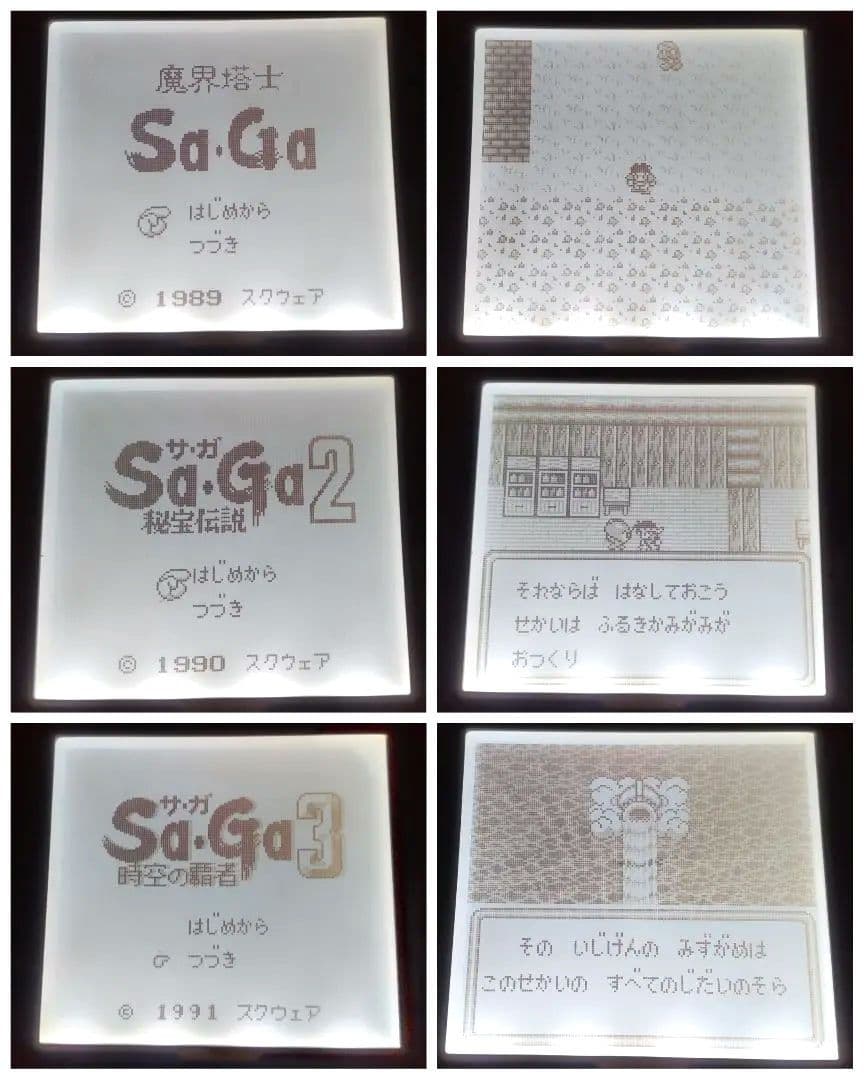 魔界塔士
Sa・Ga
はじめから
つづき
© 1989 スクウェア
サ・ガ
Sa・Ga2
秘宝伝説
はじめから
つづき
© 1990 スクウェア
それならば はなしておこう
せかいは ふるきかみがみが
おつくり
サ・ガ
Sa・Ga3
時空の覇者
はじめから
つづき
© 1991 スクウェア
その いじげんの みずがめは
このせかいの すべてのじだいのそら